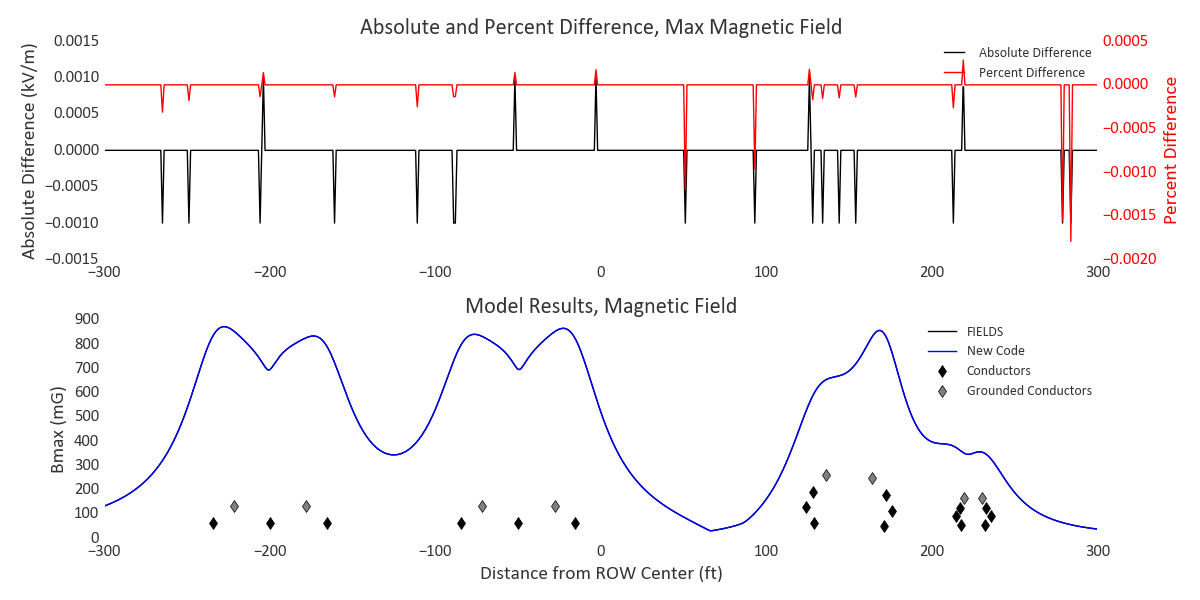 Absolute and Percent Difference, Max Magnetic Field
Absolute Difference (kV/m)
0.0015
0.0010
0.0005
0.0000
−0.0005
−0.0010
−0.0015
Absolute Difference
Percent Difference
0.0005
0.0000
−0.0005
−0.0010
−0.0015
−0.0020
Percent Difference
−300 −200 −100 0 100 200 300
Model Results, Magnetic Field
Bmax (mG)
900
800
700
600
500
400
300
200
100
0
FIELDS
New Code
Conductors
Grounded Conductors
−300 −200 −100 0 100 200 300
Distance from ROW Center (ft)